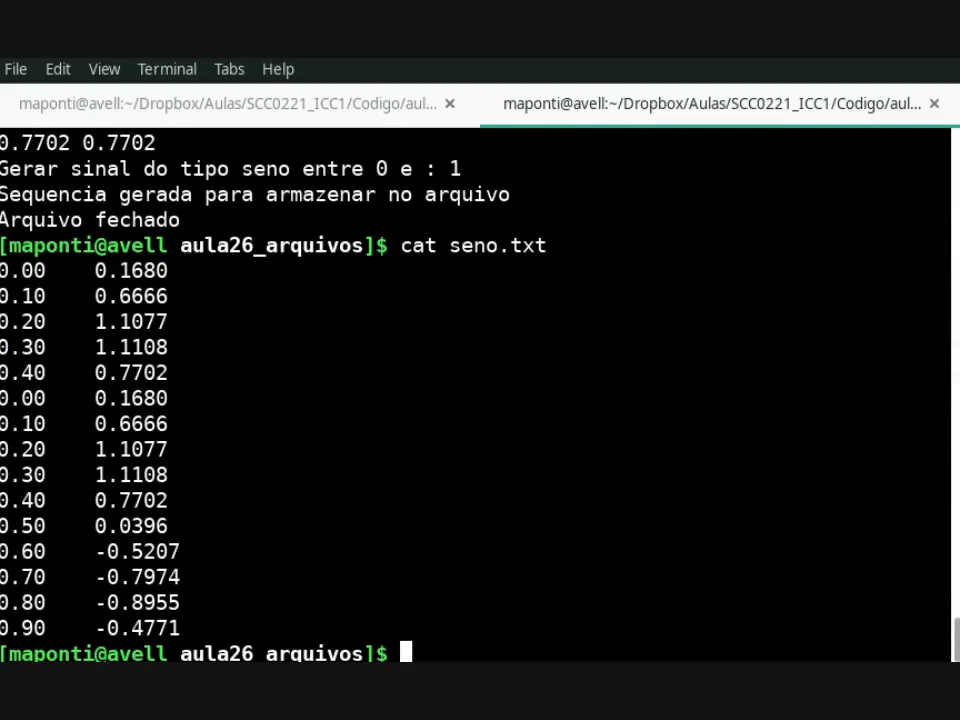 File Edit View Terminal Tabs Help
maponti@avell:~/Dropbox/Aulas/SCC0221_ICC1/Codigo/aul... × maponti@avell:~/Dropbox/Aulas/SCC0221_ICC1/Codigo/aul... ×
0.7702 0.7702
Gerar sinal do tipo seno entre 0 e : 1
Sequencia gerada para armazenar no arquivo
Arquivo fechado
[maponti@avell aula26_arquivos]$ cat seno.txt
0.00 0.1680
0.10 0.6666
0.20 1.1077
0.30 1.1108
0.40 0.7702
0.00 0.1680
0.10 0.6666
0.20 1.1077
0.30 1.1108
0.40 0.7702
0.50 0.0396
0.60 -0.5207
0.70 -0.7974
0.80 -0.8955
0.90 -0.4771
[maponti@avell aula26_arquivos]$